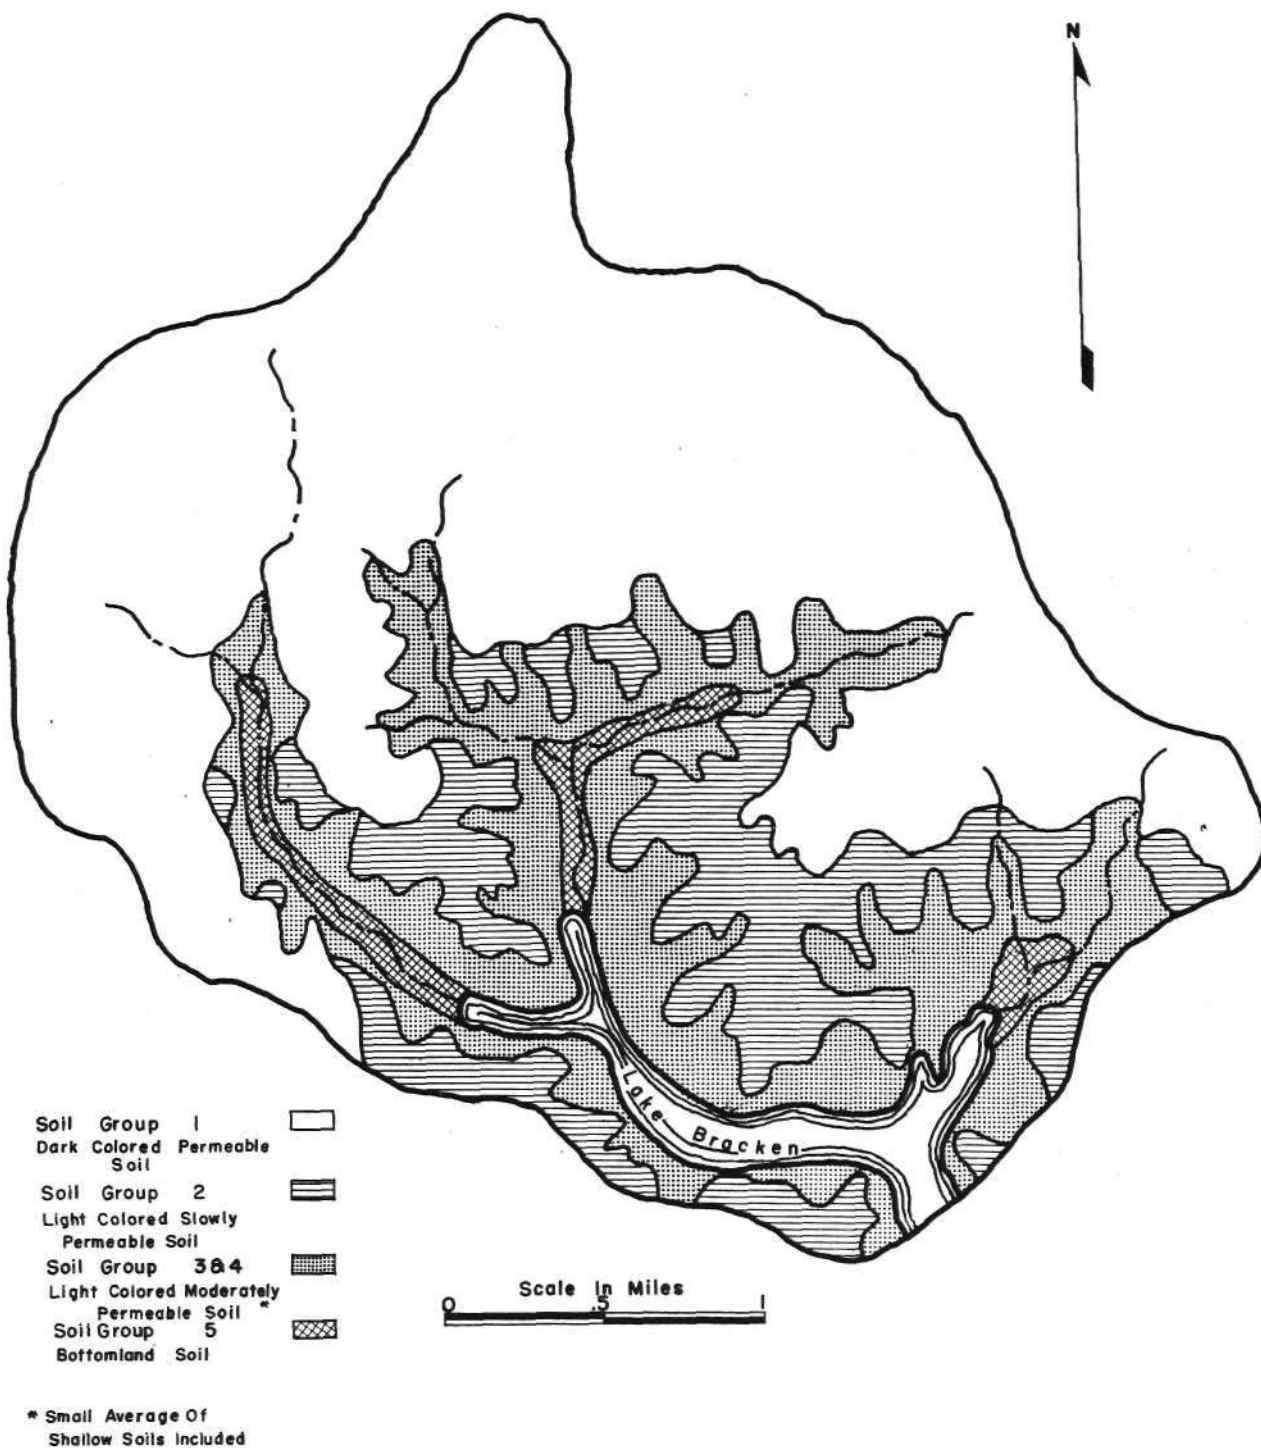 N
Lake Bracken
Soil Group 1
Dark Colored Permeable
Soil
Soil Group 2
Light Colored Slowly
Permeable Soil
Soil Group 3&4
Light Colored Moderately
Permeable Soil *
Soil Group 5
Bottomland Soil
* Small Average Of
Shallow Soils Included
Scale In Miles
0 .5 1